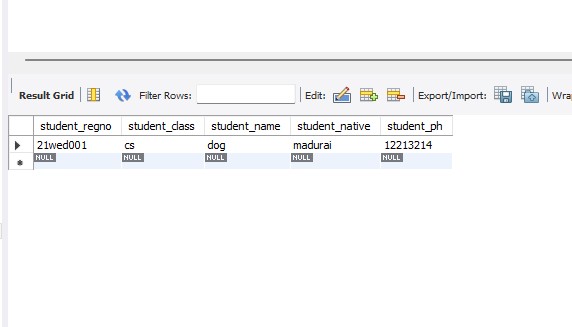 Result Grid Filter Rows: Edit: Export/Import: Wrap
student_regno student_class student_name student_native student_ph
21wed001 cs dog madurai 12213214
NULL NULL NULL NULL NULL